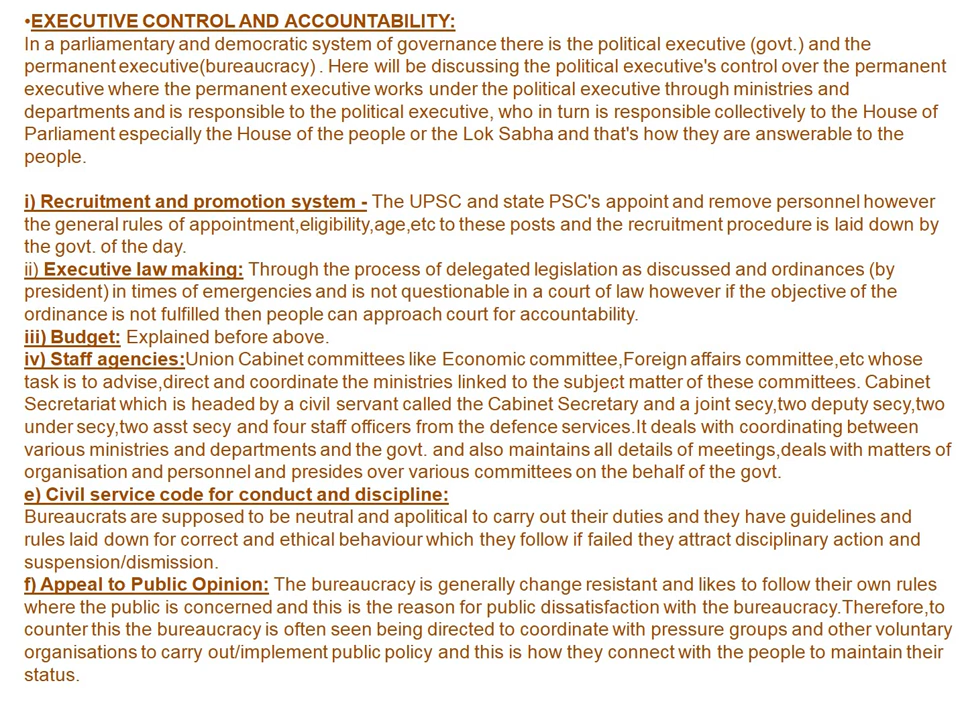 •EXECUTIVE CONTROL AND ACCOUNTABILITY:
In a parliamentary and democratic system of governance there is the political executive (govt.) and the
permanent executive(bureaucracy) . Here will be discussing the political executive's control over the permanent
executive where the permanent executive works under the political executive through ministries and
departments and is responsible to the political executive, who in turn is responsible collectively to the House of
Parliament especially the House of the people or the Lok Sabha and that's how they are answerable to the
people.

i) Recruitment and promotion system - The UPSC and state PSC's appoint and remove personnel however
the general rules of appointment,eligibility,age,etc to these posts and the recruitment procedure is laid down by
the govt. of the day.
ii) Executive law making: Through the process of delegated legislation as discussed and ordinances (by
president) in times of emergencies and is not questionable in a court of law however if the objective of the
ordinance is not fulfilled then people can approach court for accountability.
iii) Budget: Explained before above.
iv) Staff agencies:Union Cabinet committees like Economic committee,Foreign affairs committee,etc whose
task is to advise,direct and coordinate the ministries linked to the subject matter of these committees. Cabinet
Secretariat which is headed by a civil servant called the Cabinet Secretary and a joint secy,two deputy secy,two
under secy,two asst secy and four staff officers from the defence services.It deals with coordinating between
various ministries and departments and the govt. and also maintains all details of meetings,deals with matters of
organisation and personnel and presides over various committees on the behalf of the govt.
e) Civil service code for conduct and discipline:
Bureaucrats are supposed to be neutral and apolitical to carry out their duties and they have guidelines and
rules laid down for correct and ethical behaviour which they follow if failed they attract disciplinary action and
suspension/dismission.
f) Appeal to Public Opinion: The bureaucracy is generally change resistant and likes to follow their own rules
where the public is concerned and this is the reason for public dissatisfaction with the bureaucracy.Therefore,to
counter this the bureaucracy is often seen being directed to coordinate with pressure groups and other voluntary
organisations to carry out/implement public policy and this is how they connect with the people to maintain their
status.